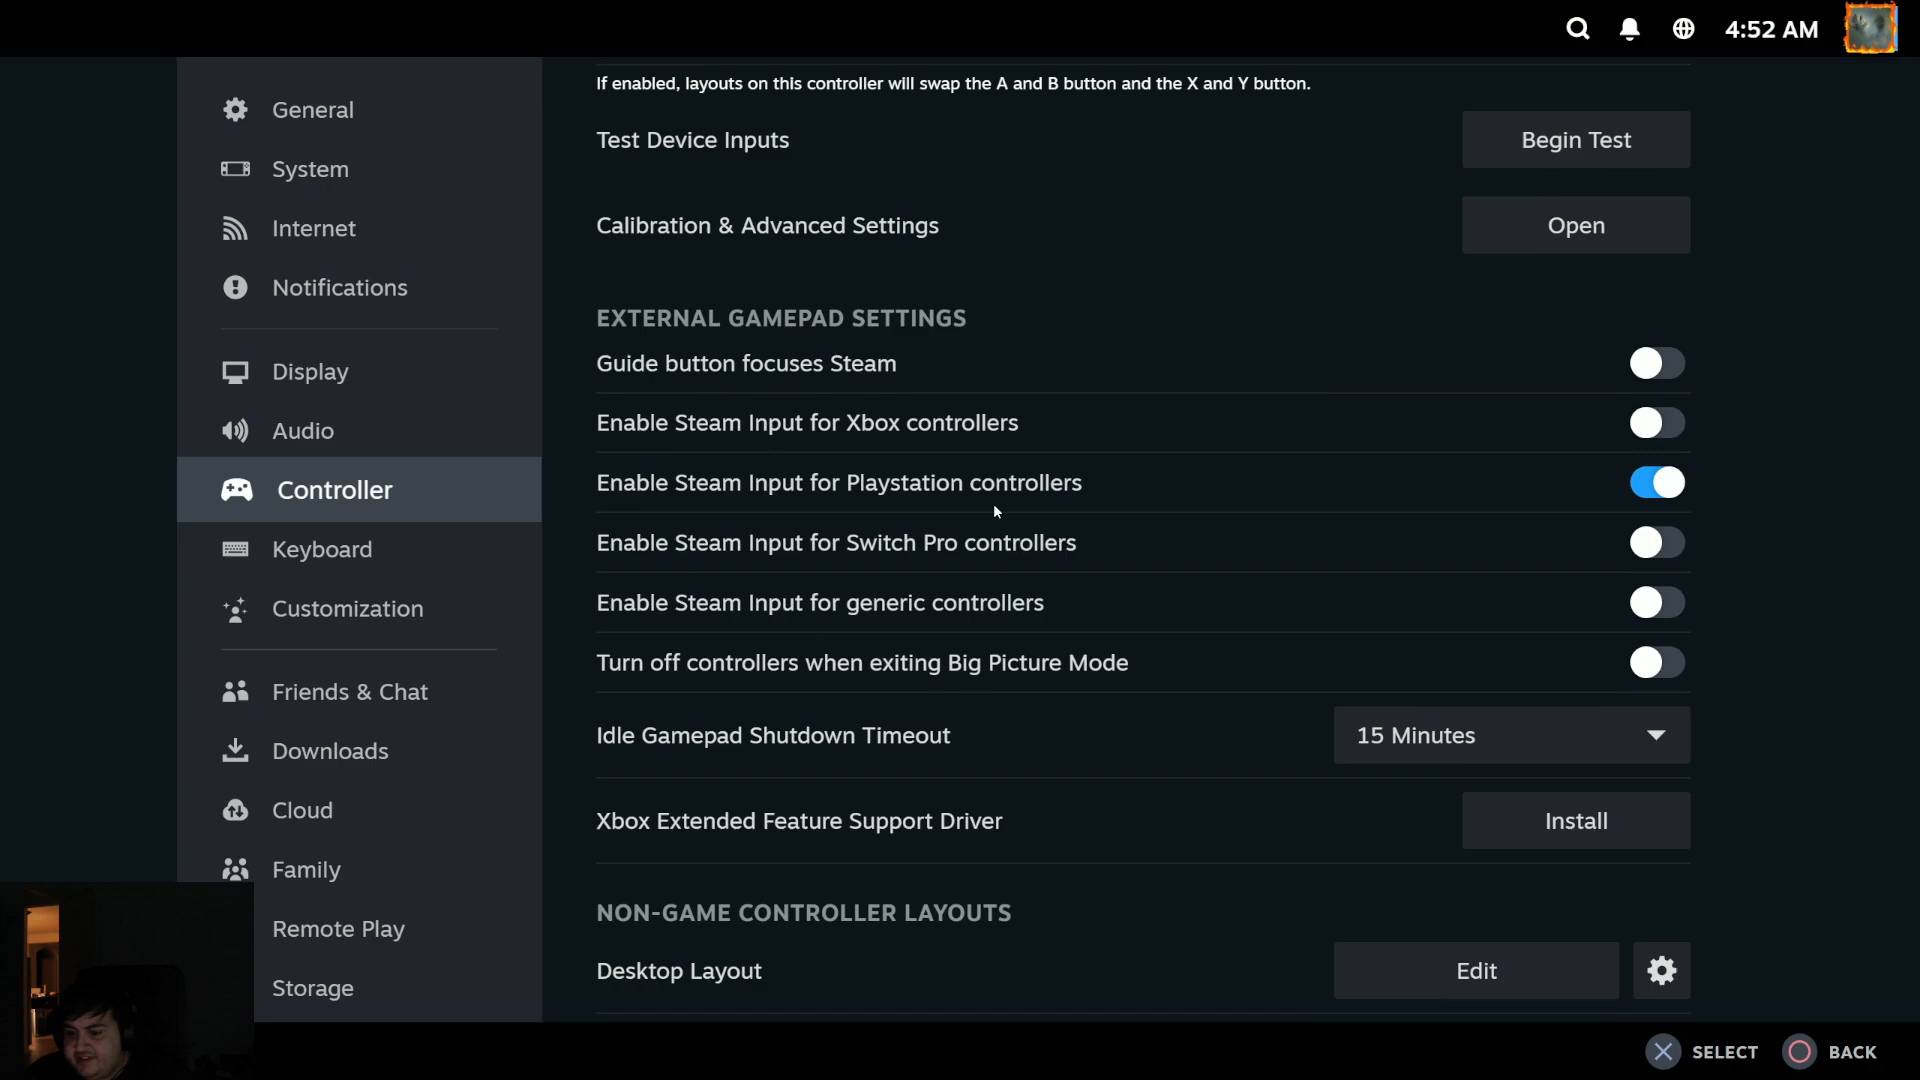 4:52 AM
General
System
Internet
Notifications
Display
Audio
Controller
Keyboard
Customization
Friends & Chat
Downloads
Cloud
Family
Remote Play
Storage
If enabled, layouts on this controller will swap the A and B button and the X and Y button.
Test Device Inputs
Begin Test
Calibration & Advanced Settings
Open
EXTERNAL GAMEPAD SETTINGS
Guide button focuses Steam
Enable Steam Input for Xbox controllers
Enable Steam Input for Playstation controllers
Enable Steam Input for Switch Pro controllers
Enable Steam Input for generic controllers
Turn off controllers when exiting Big Picture Mode
Idle Gamepad Shutdown Timeout
15 Minutes
Xbox Extended Feature Support Driver
Install
NON-GAME CONTROLLER LAYOUTS
Desktop Layout
Edit
SELECT
BACK